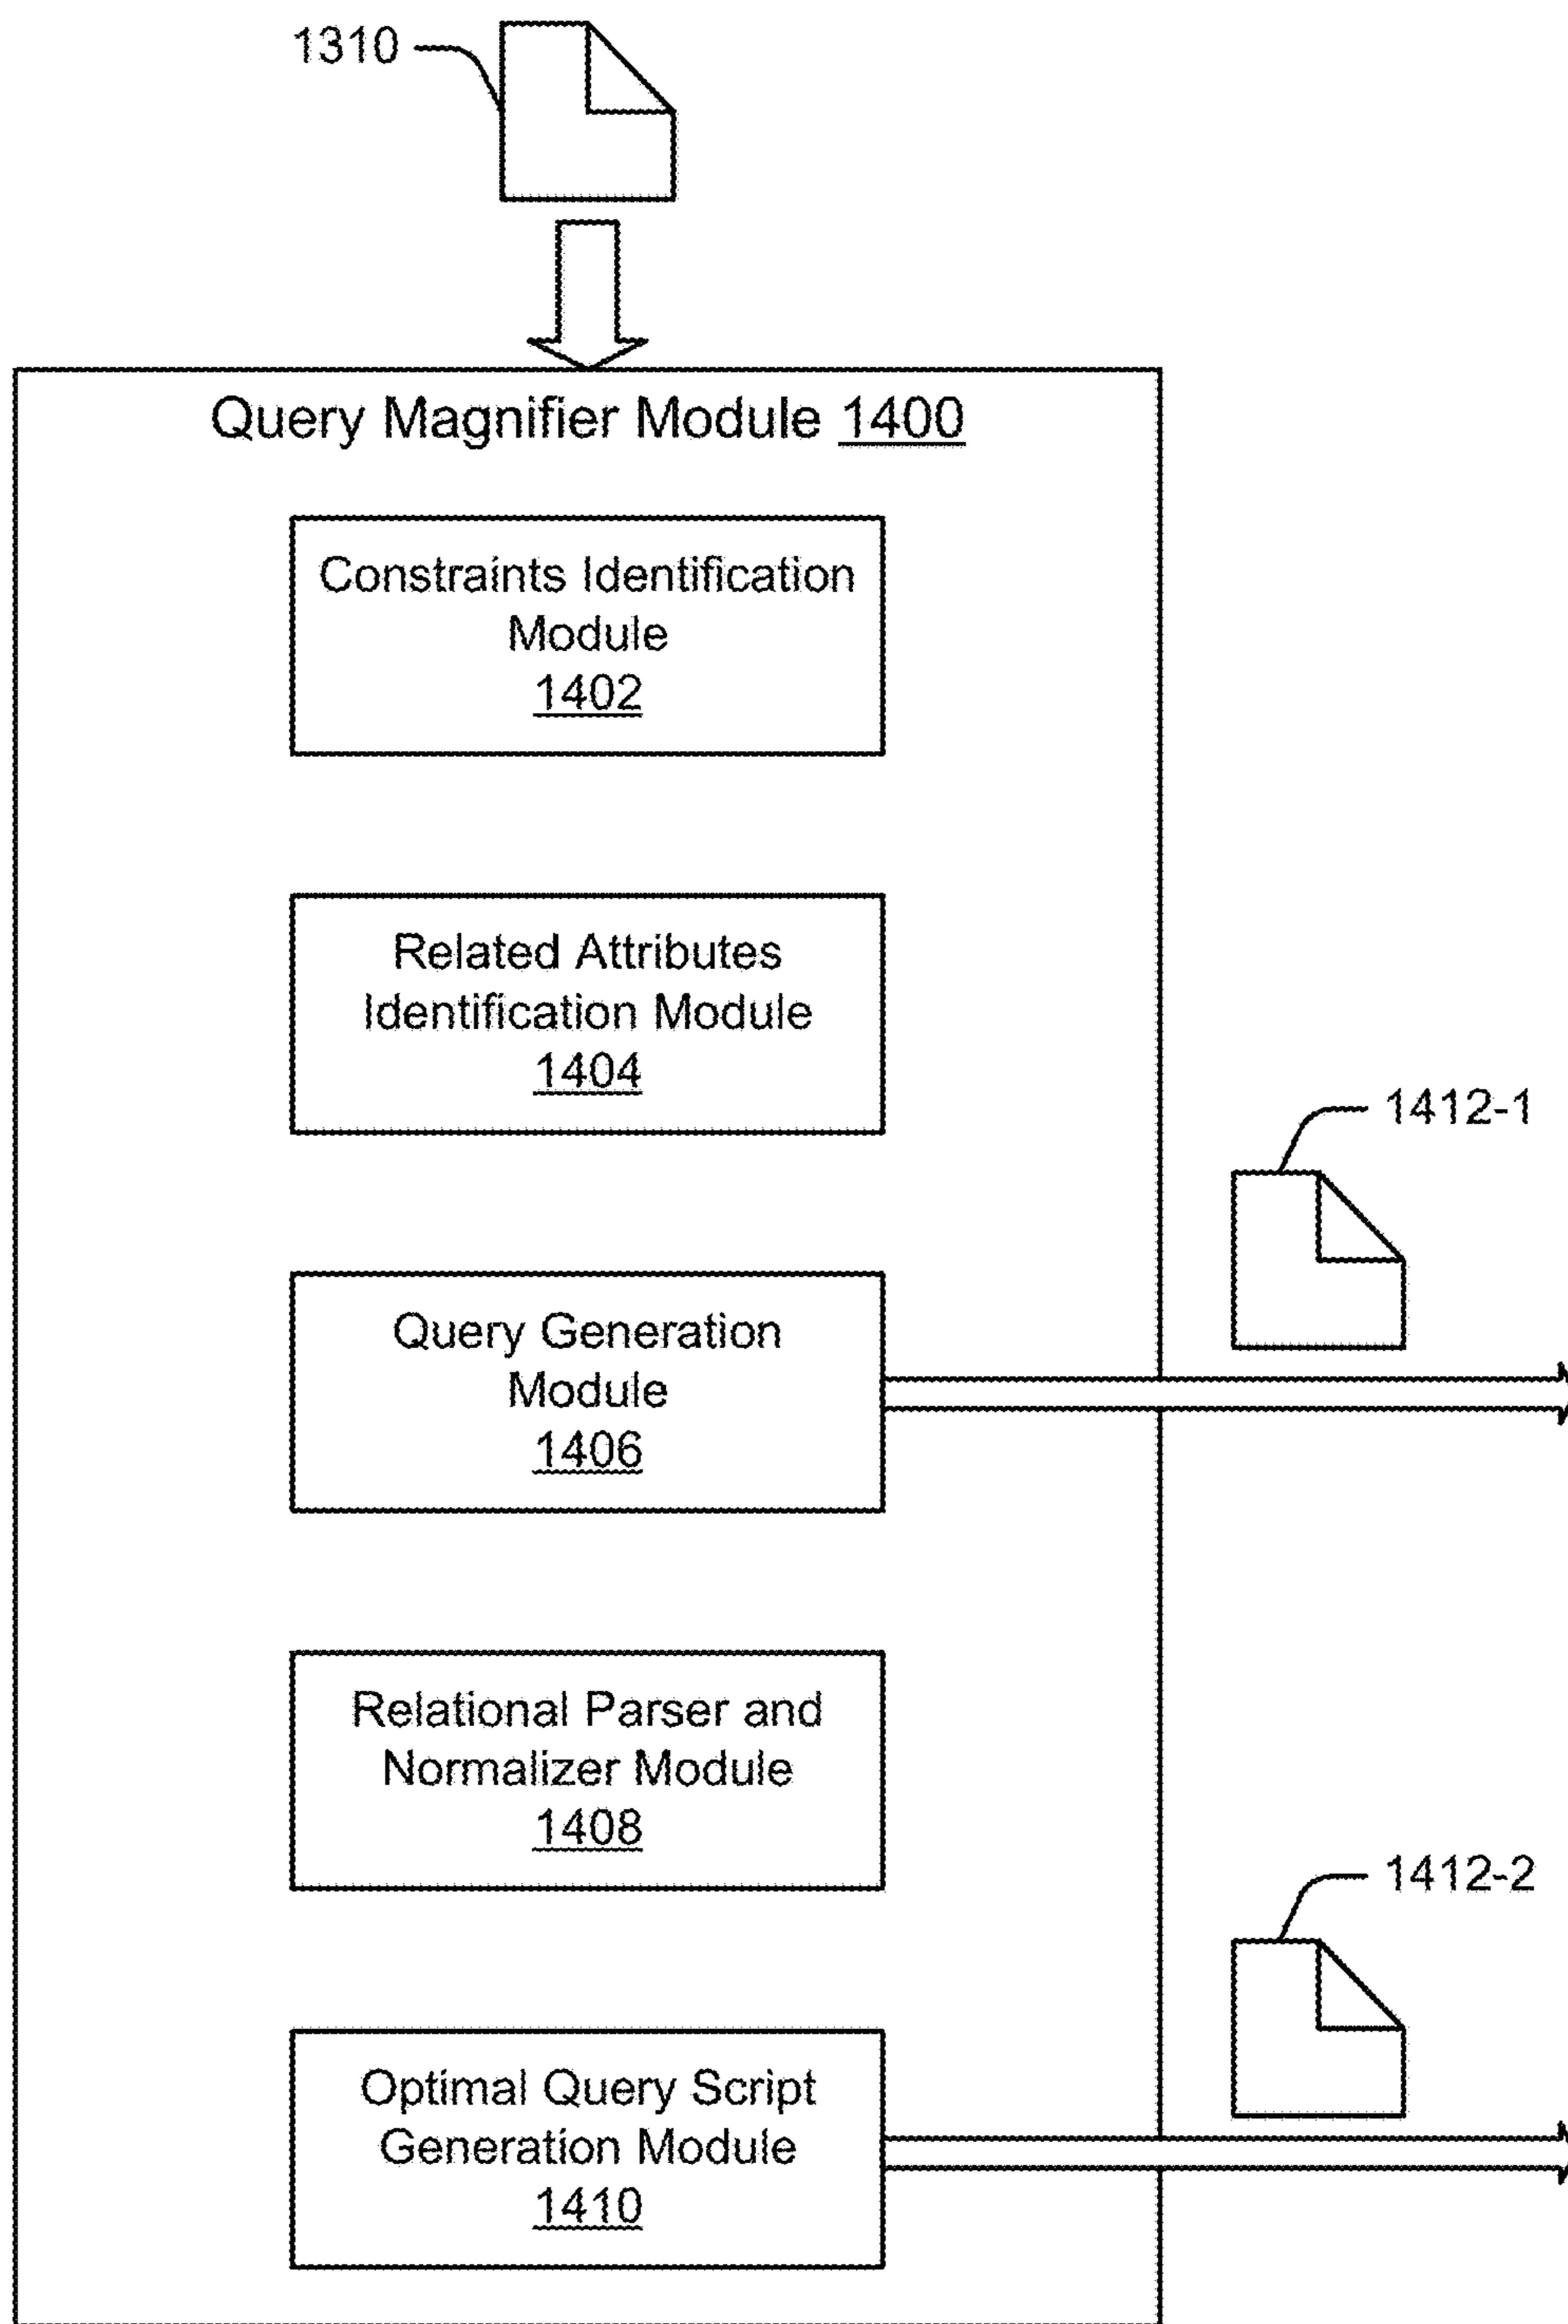 1310
Query Magnifier Module 1400
Constraints Identification
Module
1402
Related Attributes
Identification Module
1404
1412-1
Query Generation
Module
1406
Relational Parser and
Normalizer Module
1408
1412-2
Optimal Query Script
Generation Module
1410